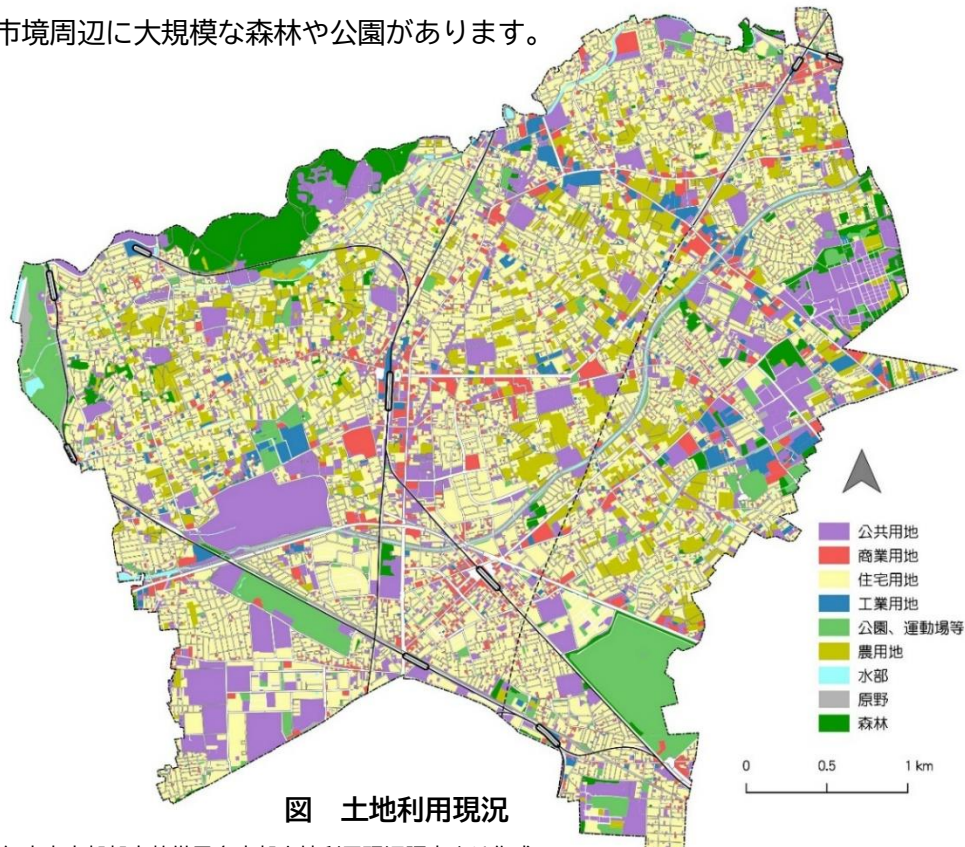 市境周辺に大規模な森林や公園があります。
公共用地
商業用地
住宅用地
工業用地
公園、運動場等
農用地
水部
原野
森林
0 0.5 1 km
図 土地利用現況